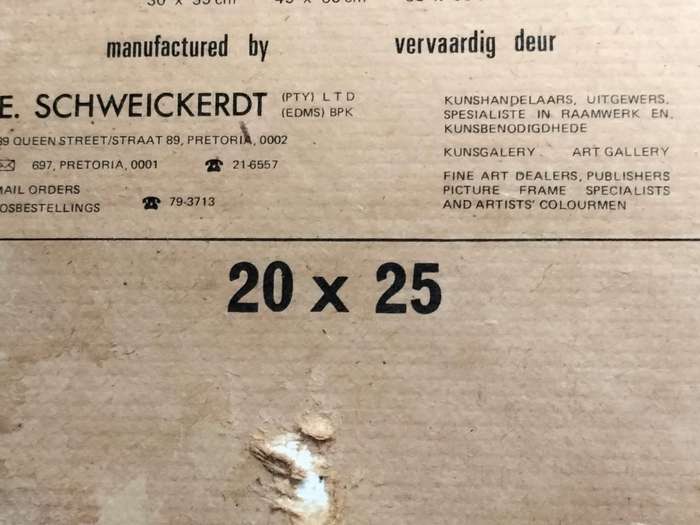 manufactured by vervaardig deur
E. SCHWEICKERDT (PTY) LTD
(EDMS) BPK
89 QUEEN STREET/STRAAT 89, PRETORIA, 0002
✉ 697, PRETORIA, 0001 ☎ 21-6557
MAIL ORDERS
POSBESTELLINGS ☎ 79-3713
KUNSHANDELAARS, UITGEWERS,
SPESIALISTE IN RAAMWERK EN
KUNSBENODIGDHEDE
KUNSGALERY ART GALLERY
FINE ART DEALERS, PUBLISHERS
PICTURE FRAME SPECIALISTS
AND ARTISTS' COLOURMEN
20 x 25